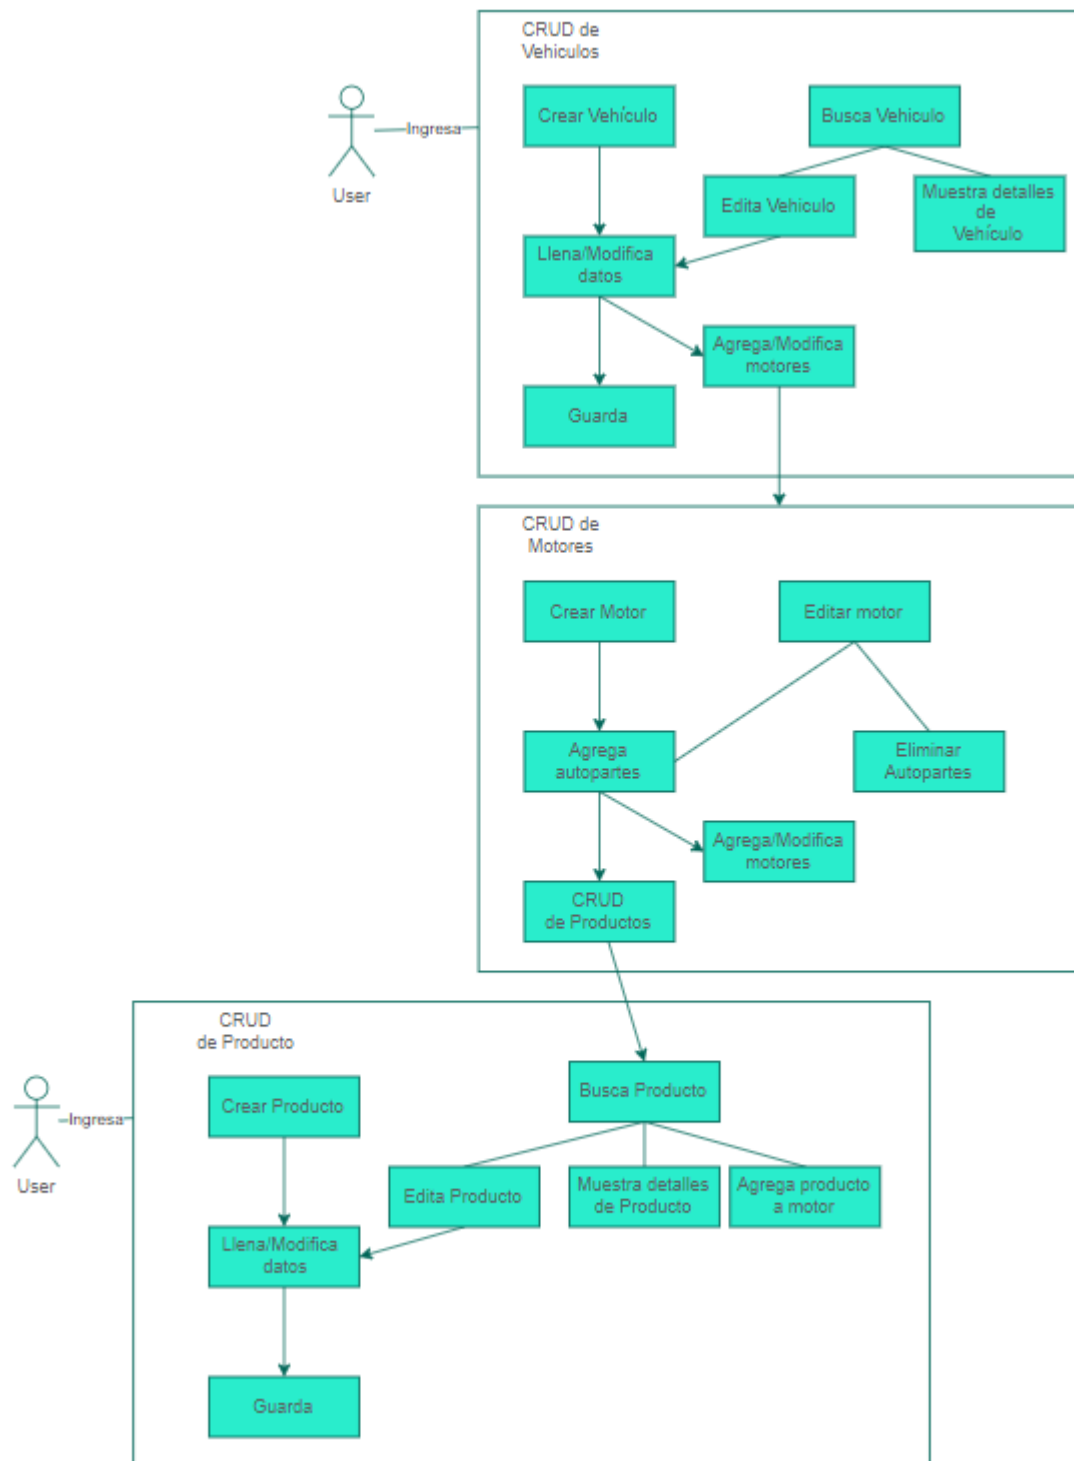 CRUD de
Vehiculos
Crear Vehículo
Busca Vehiculo
Ingresa
User
Edita Vehiculo
Muestra detalles
de
Vehículo
Llena/Modifica
datos
Agrega/Modifica
motores
Guarda
CRUD de
Motores
Crear Motor
Editar motor
Agrega
autopartes
Eliminar
Autopartes
Agrega/Modifica
motores
CRUD
de Productos
CRUD
de Producto
Busca Producto
Crear Producto
Ingresa
User
Edita Producto
Muestra detalles
de Producto
Agrega producto
a motor
Llena/Modifica
datos
Guarda